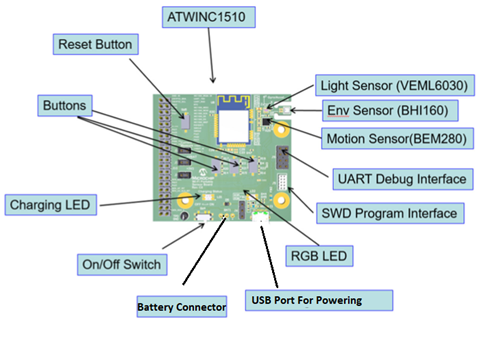 ATWINC1510
Reset Button
Light Sensor (VEML6030)
Buttons
Env Sensor (BHI160)
Motion Sensor(BEM280)
UART Debug Interface
Charging LED
SWD Program Interface
RGB LED
On/Off Switch
Battery Connector
USB Port For Powering